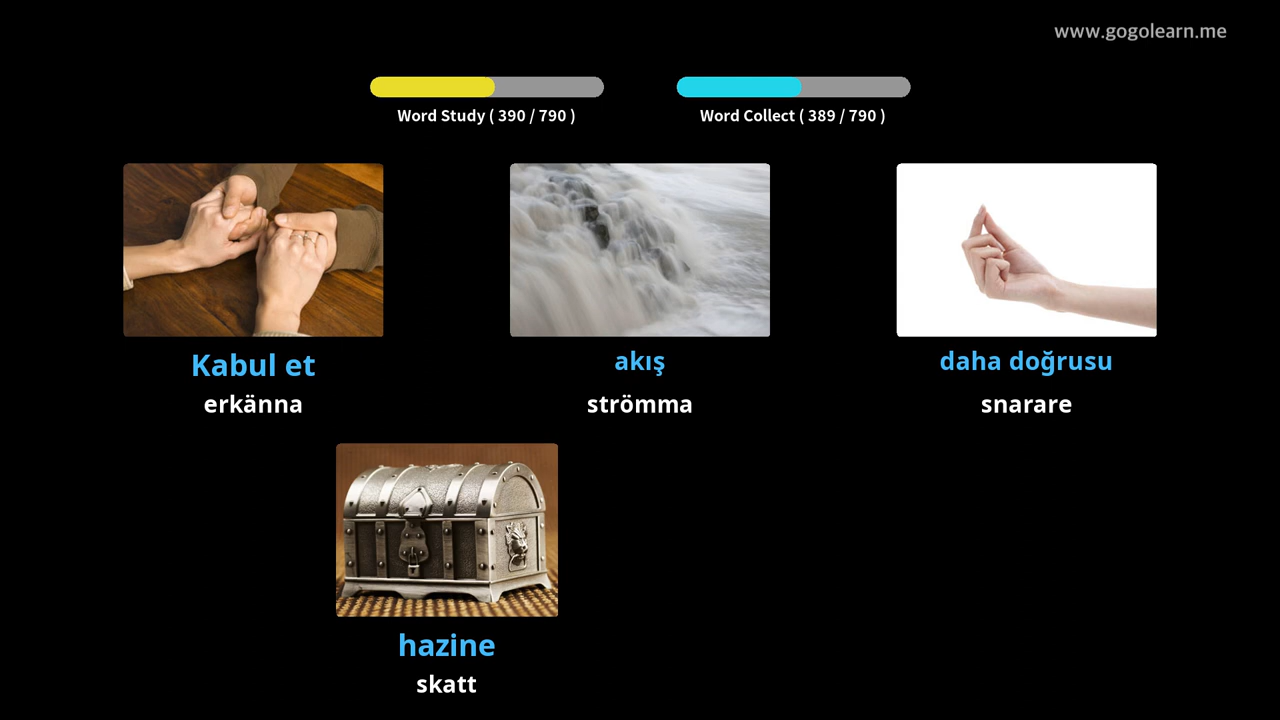 www.gogolearn.me
Word Study ( 390 / 790 )
Word Collect ( 389 / 790 )
Kabul et
erkänna
akış
strömma
daha doğrusu
snarare
hazine
skatt